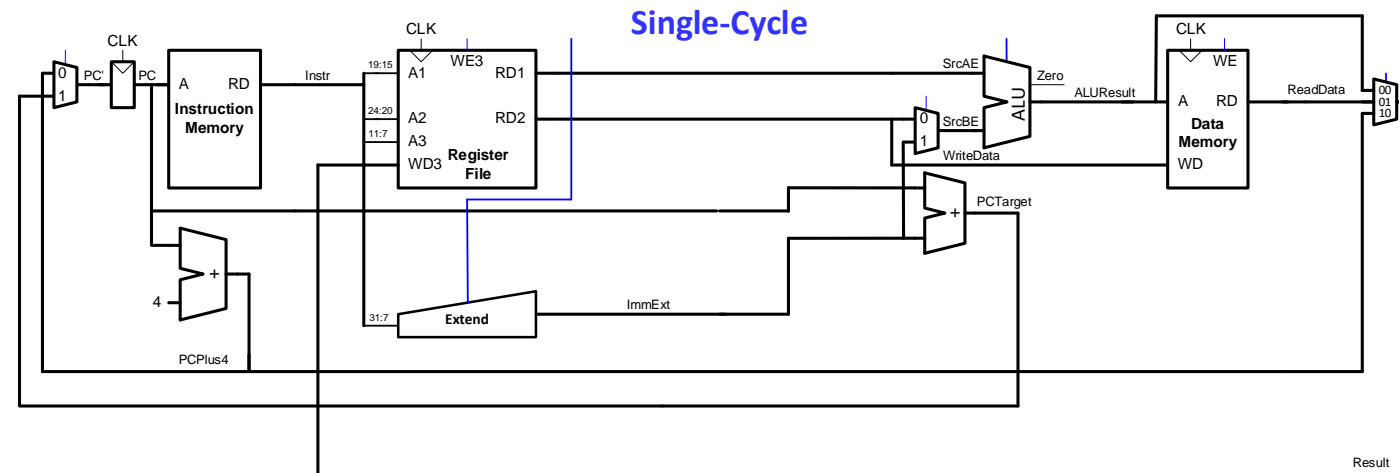 Single-Cycle
CLK
CLK
CLK
0
1
PC'
PC
A
RD
Instruction
Memory
Instr
19:15
A1
WE3
RD1
24:20
A2
RD2
11:7
A3
WD3
Register
File
SrcAE
Zero
ALU
0
1
SrcBE
WriteData
ALUResult
WE
A
RD
Data
Memory
WD
ReadData
00
01
10
+
PCTarget
+
4
31:7
Extend
ImmExt
PCPlus4
Result